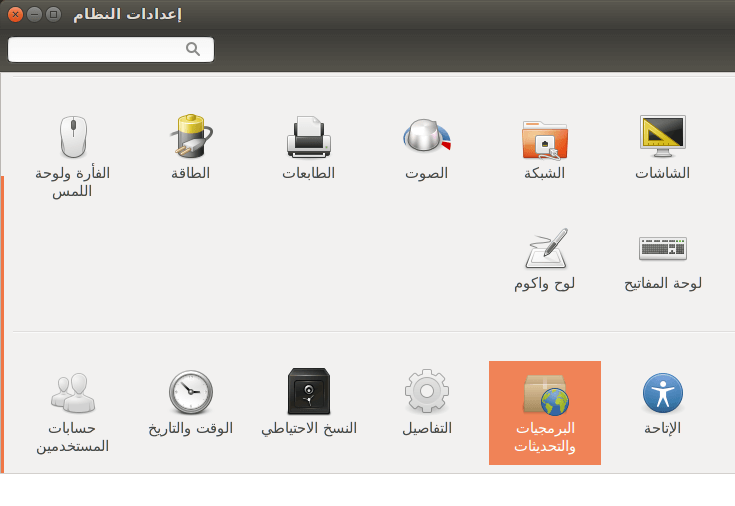 إعدادات النظام
الشاشات
الشبكة
الصوت
الطابعات
الطاقة
الفأرة ولوحة
اللمس
لوحة المفاتيح
لوح واكوم
الإتاحة
البرمجيات
والتحديثات
التفاصيل
النسخ الاحتياطي
الوقت والتاريخ
حسابات
المستخدمين